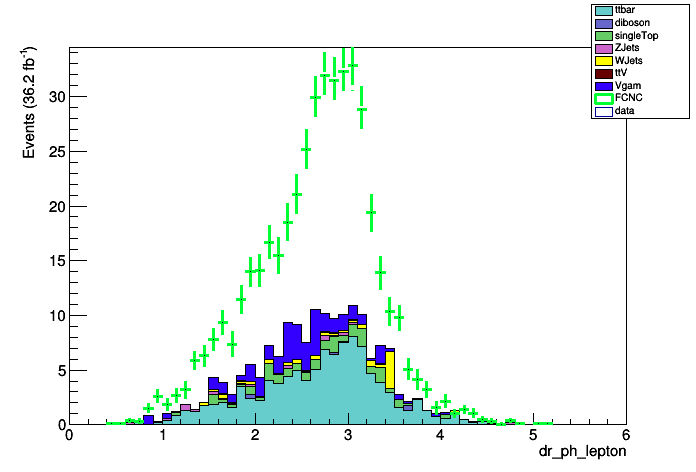 ttbar
diboson
singleTop
ZJets
WJets
ttV
Vgam
FCNC
data
Events (36.2 fb⁻¹)
30
25
20
15
10
5
0
0 1 2 3 4 5 6
dr_ph_lepton